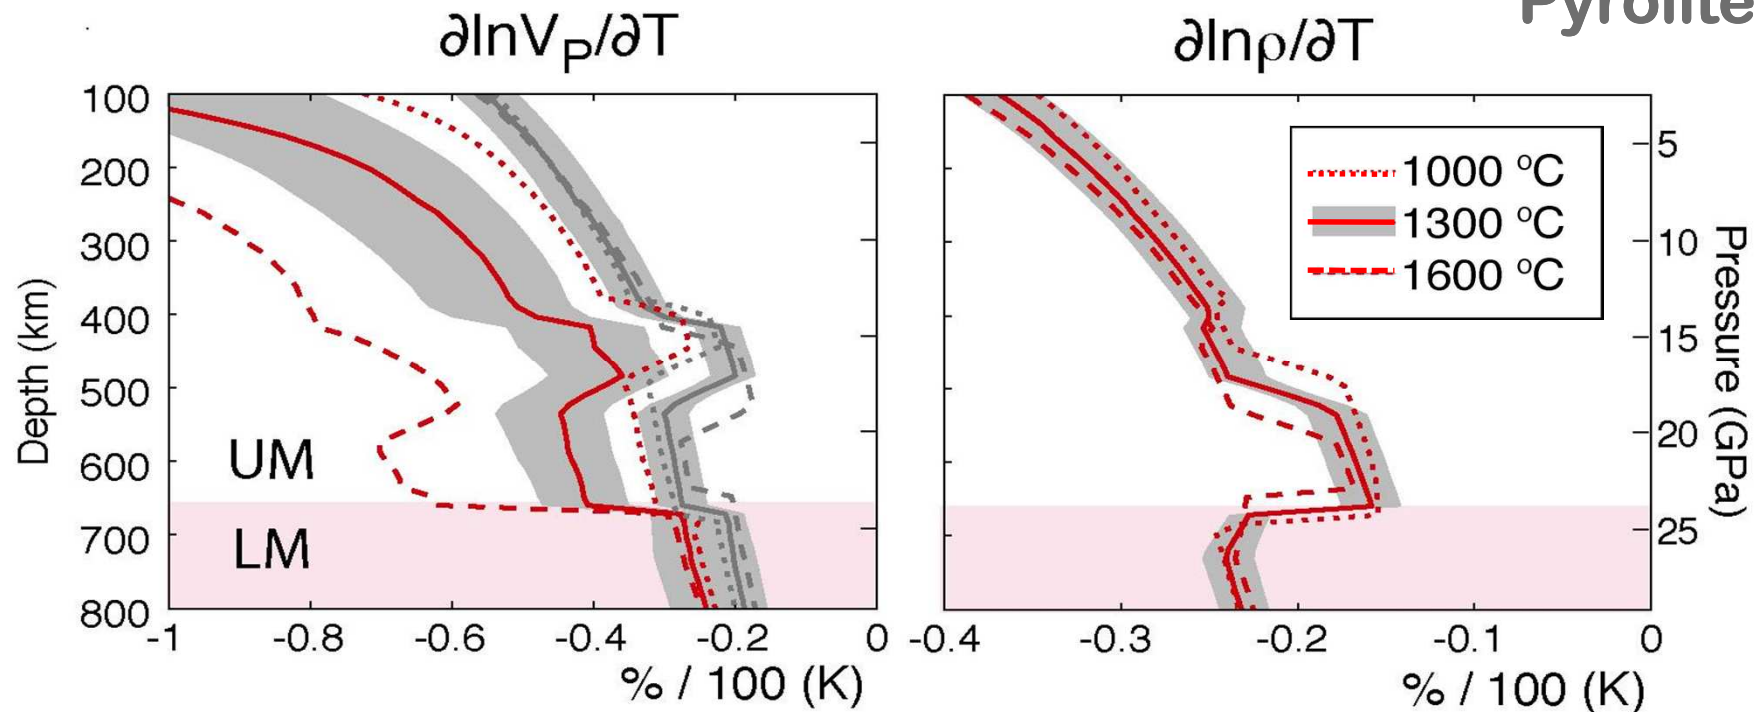 Pyrolite
∂lnV_P/∂T
∂lnρ/∂T
100
200
300
400
500
600
700
800
Depth (km)
UM
LM
-1 -0.8 -0.6 -0.4 -0.2 0
% / 100 (K)
1000 °C
1300 °C
1600 °C
5
10
15
20
25
Pressure (GPa)
-0.4 -0.3 -0.2 -0.1 0
% / 100 (K)